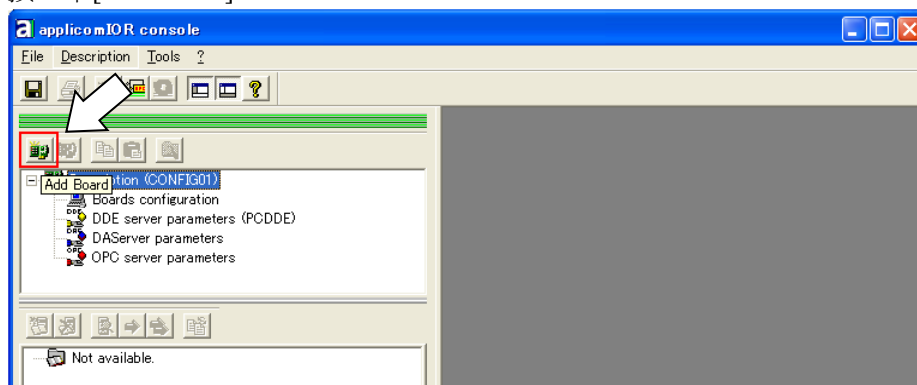 applicomIOR console
File Description Tools ?
Add Board
tion (CONFIG01)
Boards configuration
DDE server parameters (PCDDE)
DAServer parameters
OPC server parameters
Not available.